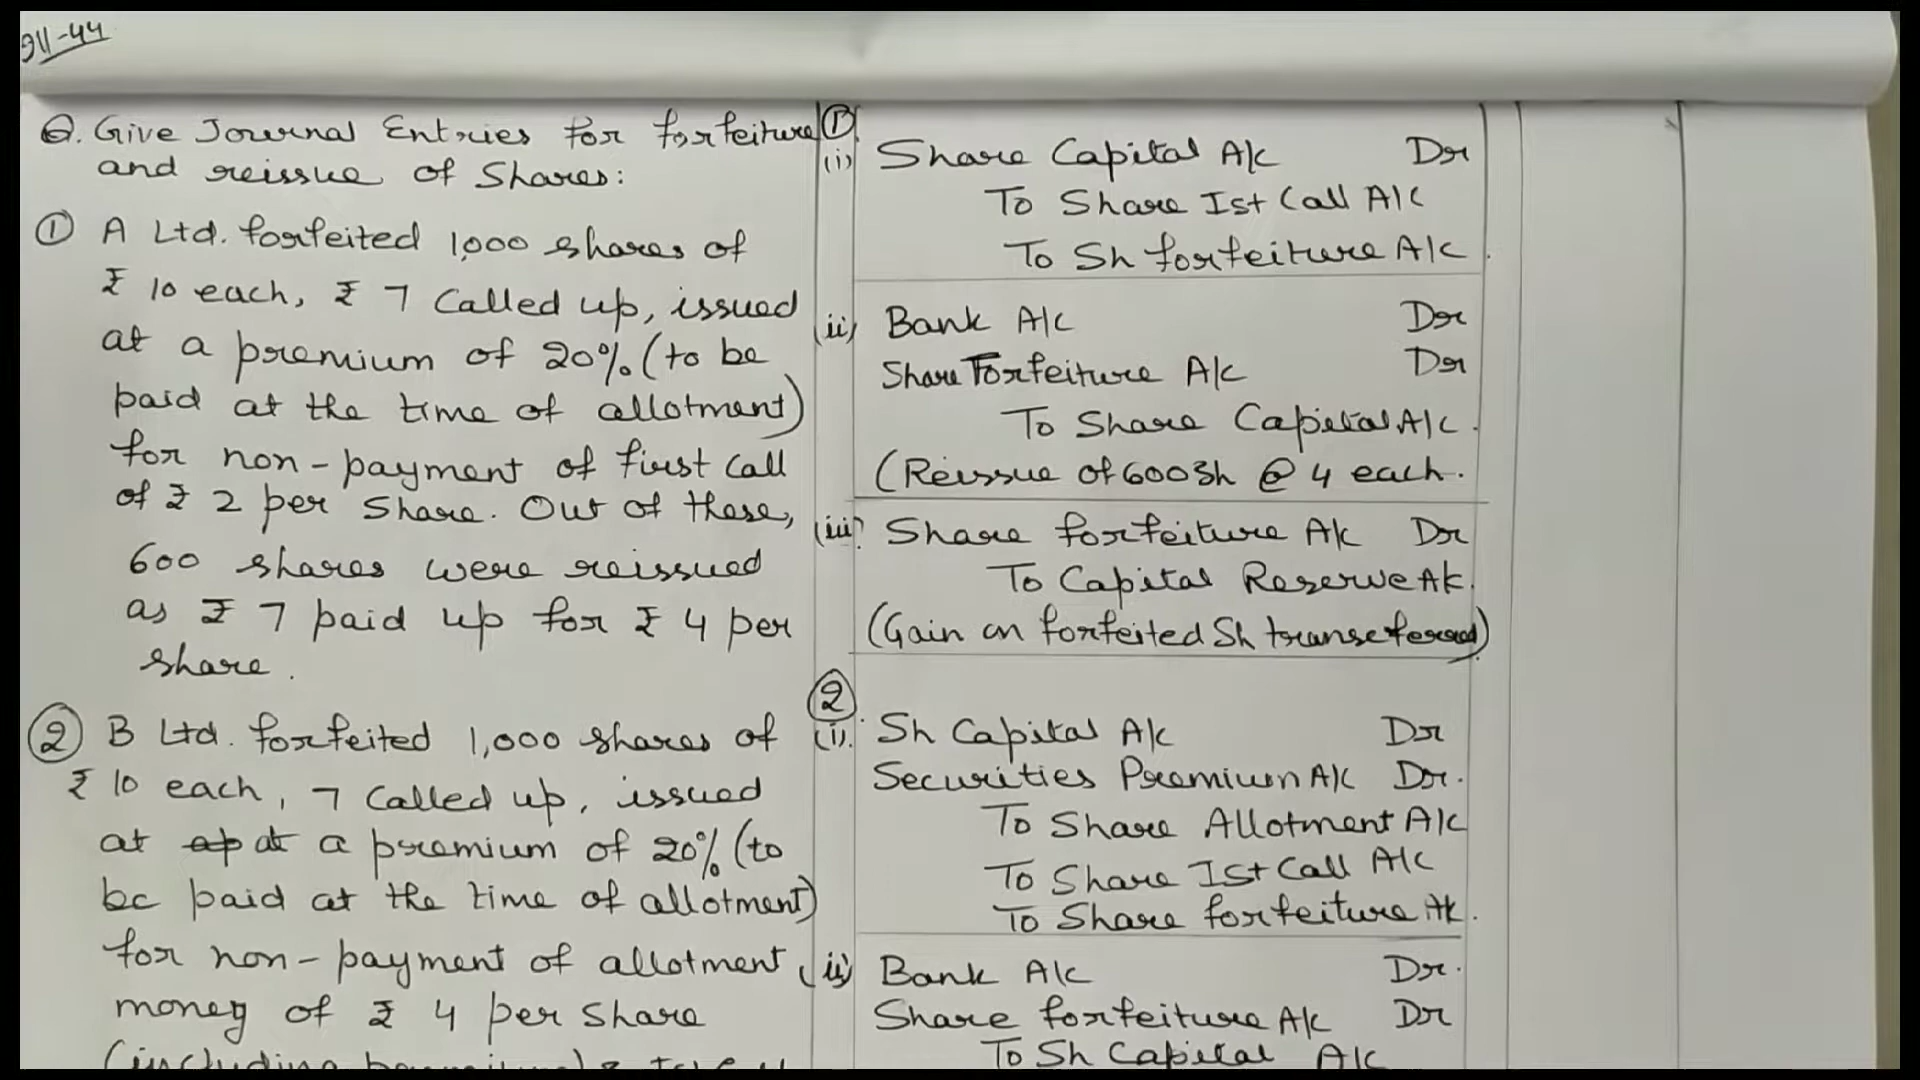 911-44
Q. Give Journal Entries for forfeiture
and reissue of Shares:
① A Ltd. forfeited 1,000 shares of
₹ 10 each, ₹ 7 Called up, issued
at a premium of 20% (to be
paid at the time of allotment)
for non-payment of first call
of ₹ 2 per Share. Out of these,
600 shares were reissued
as ₹ 7 paid up for ₹ 4 per
share.
② B Ltd. forfeited 1,000 shares of
₹ 10 each, 7 Called up, issued
at at a premium of 20% (to
be paid at the time of allotment)
for non-payment of allotment
money of ₹ 4 per share
(including
①
(i) Share Capital A/c Dr
To Share Ist Call A/c
To Sh forfeiture A/c
(ii) Bank A/c Dr
Share Forfeiture A/c Dr
To Share Capital A/c.
(Reissue of 600 Sh @ 4 each.
(iii) Share forfeiture A/c Dr
To Capital Reserve A/c.
(Gain on forfeited Sh transeferred)
②
(i). Sh Capital A/c Dr
Securities Premium A/c Dr.
To Share Allotment A/c
To Share Ist Call A/c
To Share forfeiture A/c.
(ii) Bank A/c Dr.
Share forfeiture A/c Dr
To Sh Capital A/c